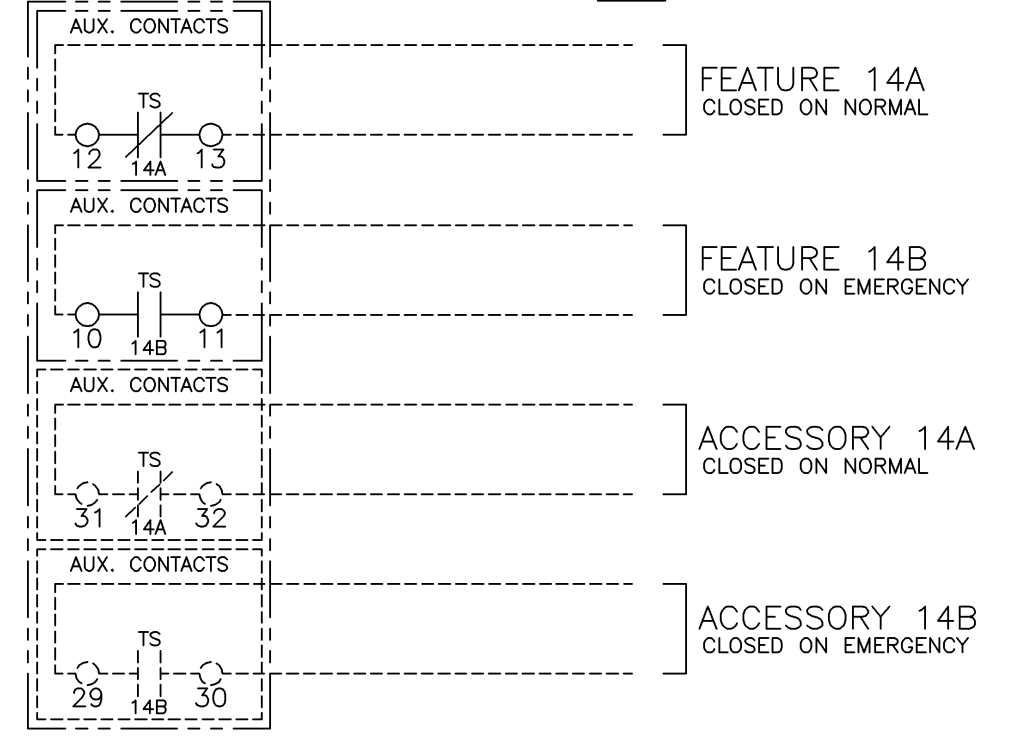 AUX. CONTACTS
TS
12 13
14A
FEATURE 14A
CLOSED ON NORMAL
AUX. CONTACTS
TS
10 11
14B
FEATURE 14B
CLOSED ON EMERGENCY
AUX. CONTACTS
TS
31 32
14A
ACCESSORY 14A
CLOSED ON NORMAL
AUX. CONTACTS
TS
29 30
14B
ACCESSORY 14B
CLOSED ON EMERGENCY